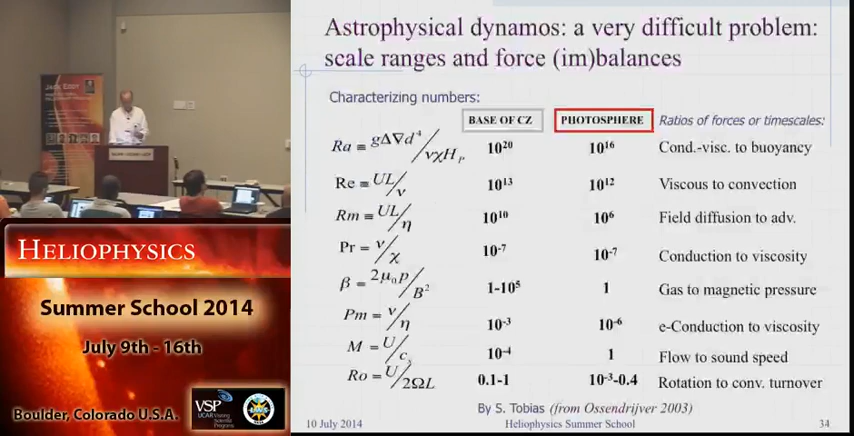 Astrophysical dynamos: a very difficult problem:
scale ranges and force (im)balances
Characterizing numbers:
BASE OF CZ PHOTOSPHERE Ratios of forces or timescales:
Ra ≡ gΔ∇d⁴/νχH_P 10²⁰ 10¹⁶ Cond.-visc. to buoyancy
Re ≡ UL/ν 10¹³ 10¹² Viscous to convection
Rm ≡ UL/η 10¹⁰ 10⁶ Field diffusion to adv.
Pr = ν/χ 10⁻⁷ 10⁻⁷ Conduction to viscosity
β = 2μ₀p/B² 1-10⁵ 1 Gas to magnetic pressure
Pm = ν/η 10⁻³ 10⁻⁶ e-Conduction to viscosity
M = U/c_s 10⁻⁴ 1 Flow to sound speed
Ro = U/2ΩL 0.1-1 10⁻³-0.4 Rotation to conv. turnover
By S. Tobias (from Ossendrijver 2003)
10 July 2014 Heliophysics Summer School 34
HELIOPHYSICS
Summer School 2014
July 9th - 16th
Boulder, Colorado U.S.A.
VSP
UCAR Visiting
Scientist
Programs